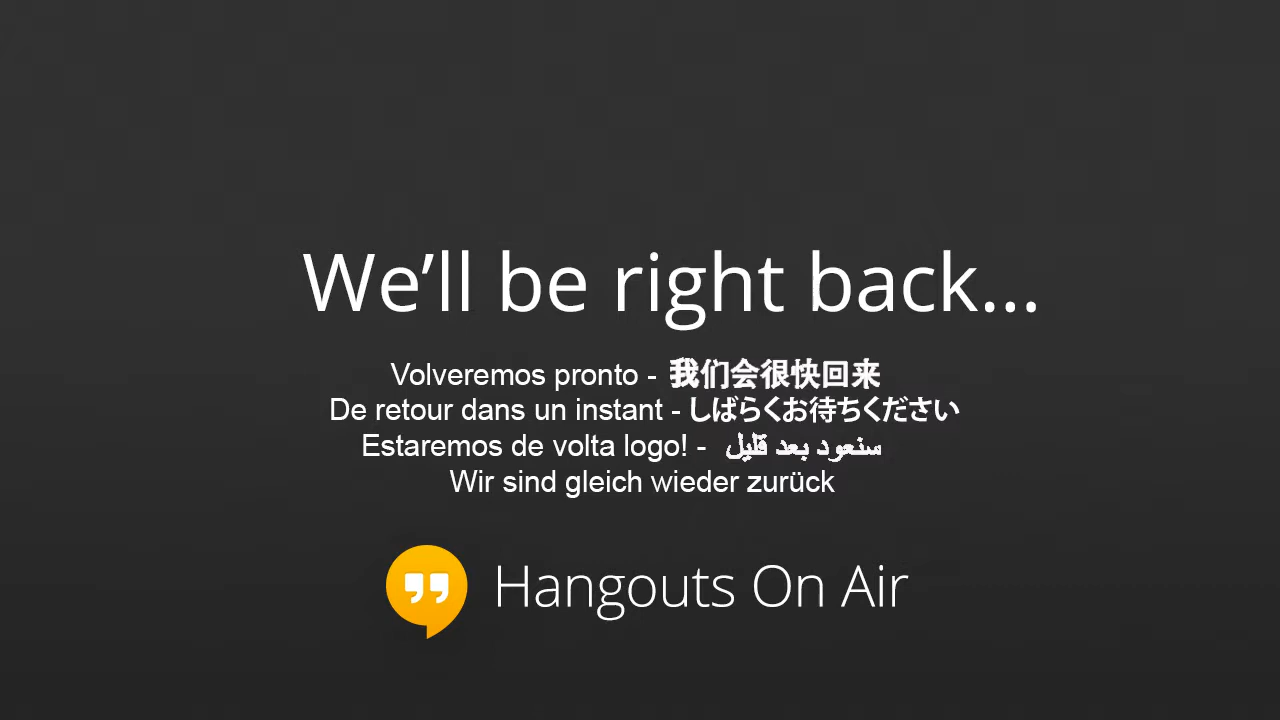 We'll be right back...
Volveremos pronto - 我们会很快回来
De retour dans un instant - しばらくお待ちください
Estaremos de volta logo! - سنعود بعد قليل
Wir sind gleich wieder zurück
Hangouts On Air